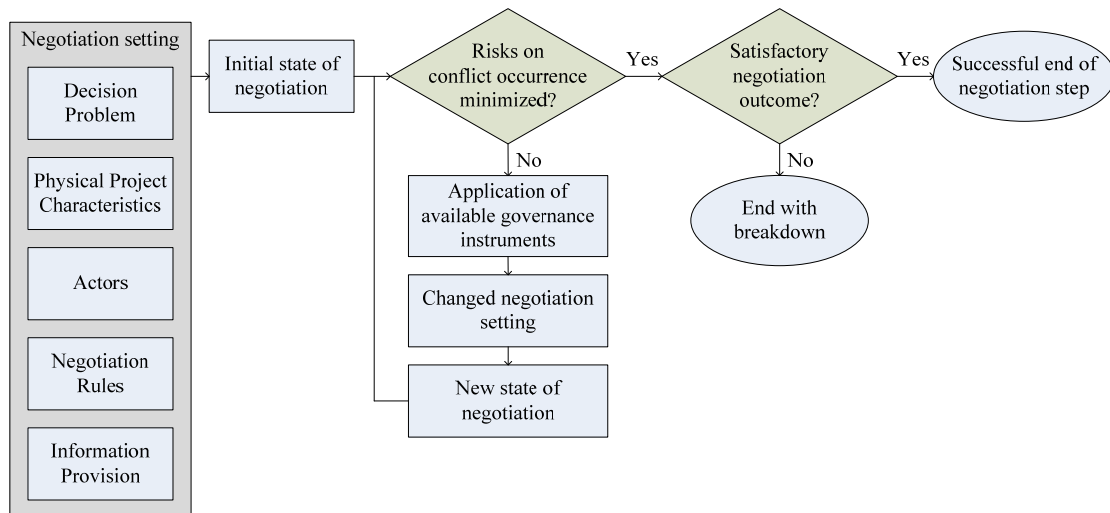 Negotiation setting
Decision
Problem
Physical Project
Characteristics
Actors
Negotiation
Rules
Information
Provision
Initial state of
negotiation
Risks on
conflict occurrence
minimized?
Yes
No
Application of
available governance
instruments
Changed negotiation
setting
New state of
negotiation
Satisfactory
negotiation
outcome?
Yes
No
End with
breakdown
Successful end of
negotiation step